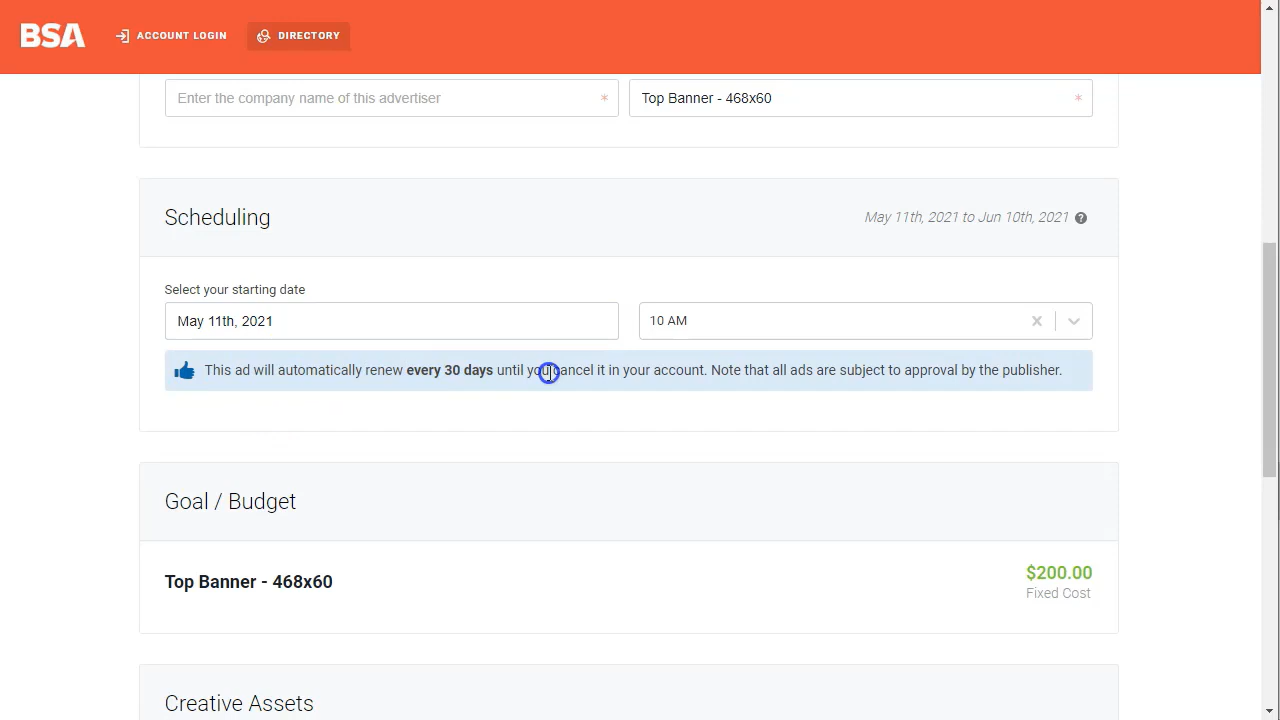 BSA ACCOUNT LOGIN DIRECTORY
Enter the company name of this advertiser * Top Banner - 468x60 *
Scheduling May 11th, 2021 to Jun 10th, 2021 ?
Select your starting date
May 11th, 2021 10 AM
This ad will automatically renew every 30 days until you cancel it in your account. Note that all ads are subject to approval by the publisher.
Goal / Budget
Top Banner - 468x60 $200.00
Fixed Cost
Creative Assets